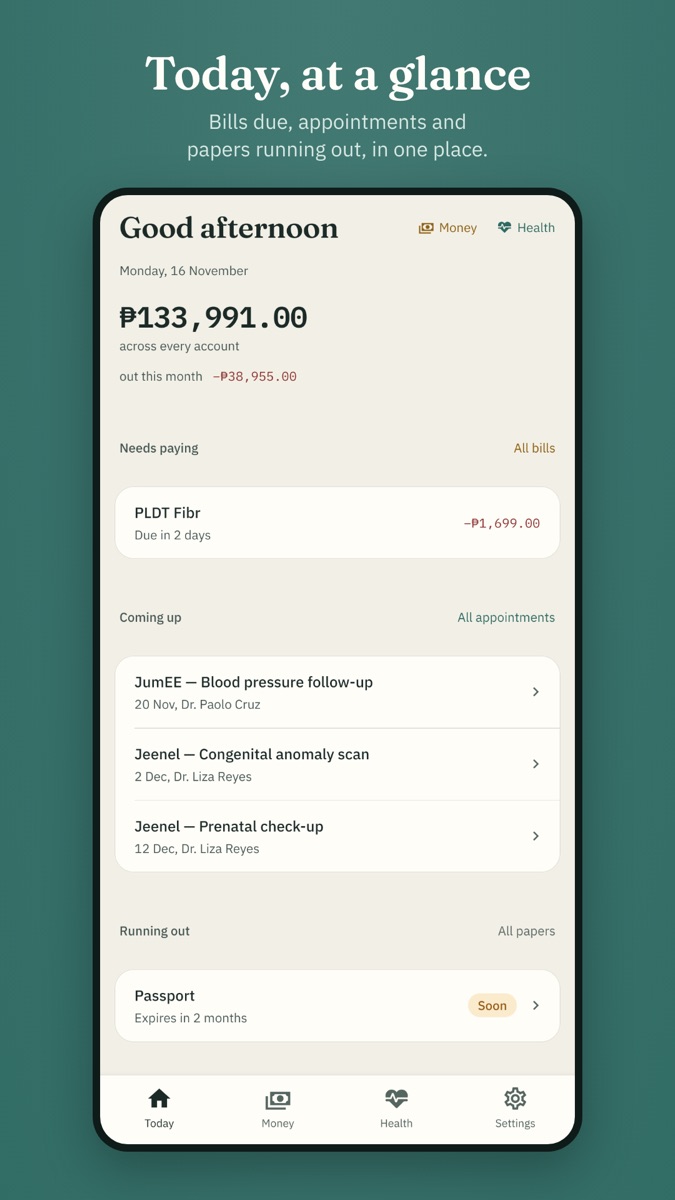 Today, at a glance
Bills due, appointments and
papers running out, in one place.
Good afternoon
Money
Health
Monday, 16 November
₱133,991.00
across every account
out this month −₱38,955.00
Needs paying
All bills
PLDT Fibr
Due in 2 days
−₱1,699.00
Coming up
All appointments
JumEE — Blood pressure follow-up
20 Nov, Dr. Paolo Cruz
Jeenel — Congenital anomaly scan
2 Dec, Dr. Liza Reyes
Jeenel — Prenatal check-up
12 Dec, Dr. Liza Reyes
Running out
All papers
Passport
Expires in 2 months
Soon
Today
Money
Health
Settings